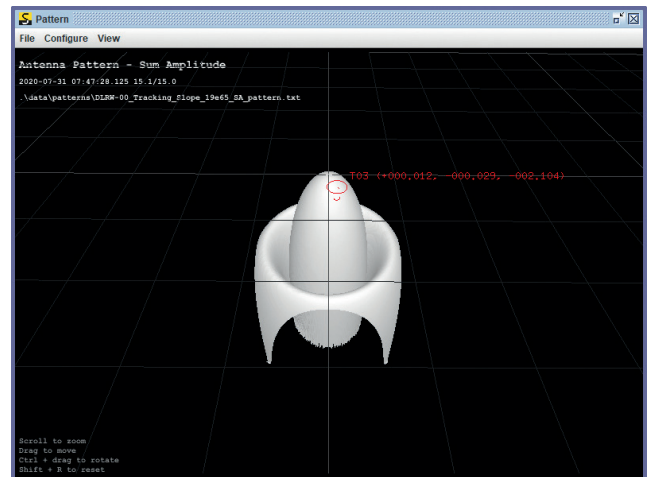 Pattern
File Configure View
Antenna Pattern - Sum Amplitude
2020-07-31 07:47:28.125 15.1/15.0
.\data\patterns\DLRW-00_Tracking_Slope_19e65_SA_pattern.txt
T03 (+000.012, -000.029, -002.104)
Scroll to zoom
Drag to move
Ctrl + drag to rotate
Shift + R to reset